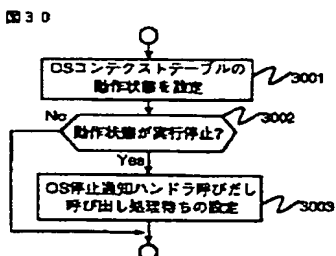 図30
OSコンテクストテーブルの
動作状態を設定
3001
No
3002
動作状態が実行停止?
Yes
OS停止通知ハンドラ呼びだし
呼び出し処理待ちの設定
3003